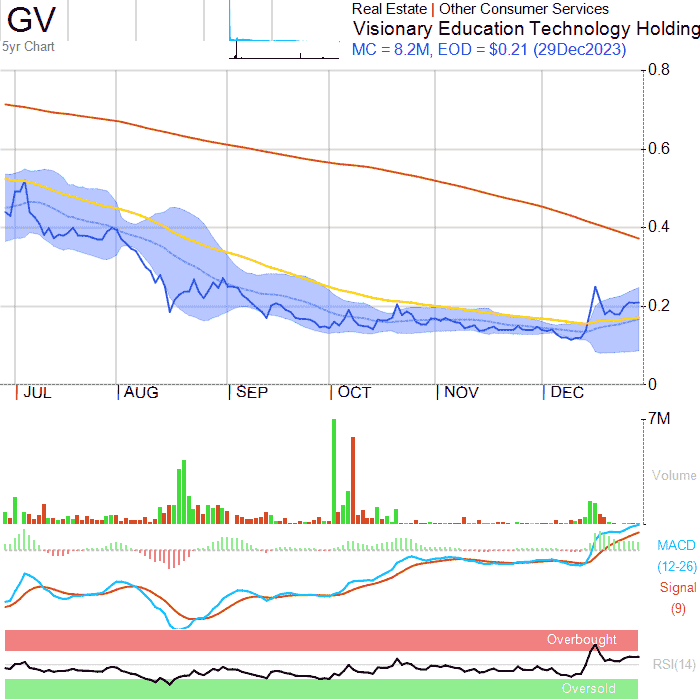 GV
5yr Chart
Real Estate | Other Consumer Services
Visionary Education Technology Holding
MC = 8.2M, EOD = $0.21 (29Dec2023)
0.8
0.6
0.4
0.2
0
JUL AUG SEP OCT NOV DEC
7M
Volume
MACD
(12-26)
Signal
(9)
Overbought
RSI(14)
Oversold